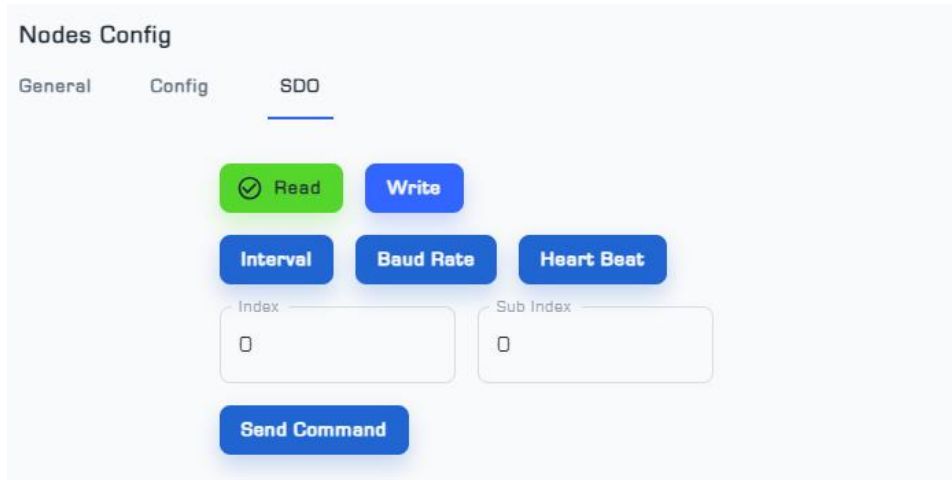 Nodes Config
General Config SDO
Read Write
Interval Baud Rate Heart Beat
Index Sub Index
0 0
Send Command